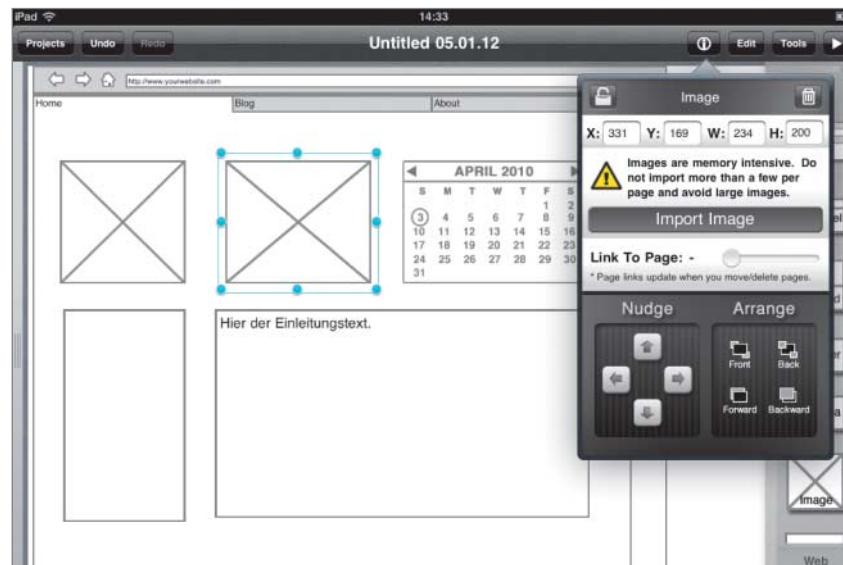 iPad 14:33
Projects Undo Redo Untitled 05.01.12 Edit Tools
http://www.yourwebsite.com
Home Blog About
APRIL 2010
S M T W T F S
1 2
3 4 5 6 7 8 9
10 11 12 13 14 15 16
17 18 19 20 21 22 23
24 25 26 27 28 29 30
31
Hier der Einleitungstext.
Image
X: 331 Y: 169 W: 234 H: 200
Images are memory intensive. Do
not import more than a few per
page and avoid large images.
Import Image
Link To Page: -
* Page links update when you move/delete pages.
Nudge Arrange
Front Back
Forward Backward
Image
Web